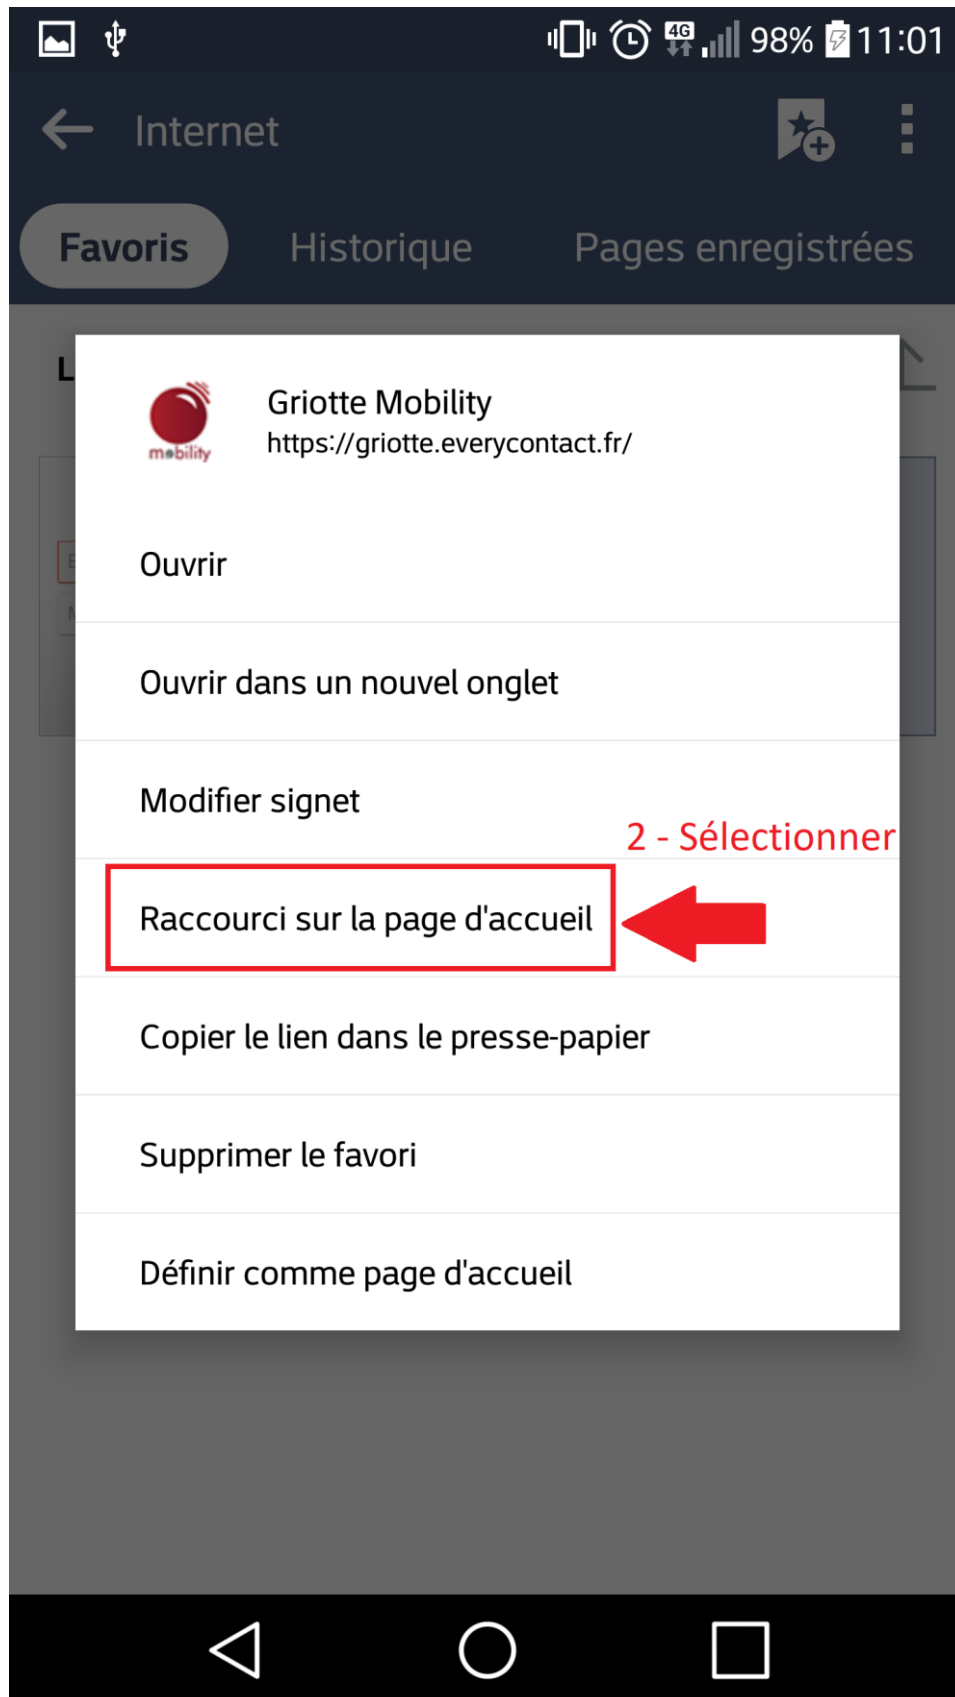 4G 98% 11:01
Internet
Favoris Historique Pages enregistrées
L
mobility
Griotte Mobility
https://griotte.everycontact.fr/
Ouvrir
Ouvrir dans un nouvel onglet
Modifier signet
2 - Sélectionner
Raccourci sur la page d'accueil
Copier le lien dans le presse-papier
Supprimer le favori
Définir comme page d'accueil